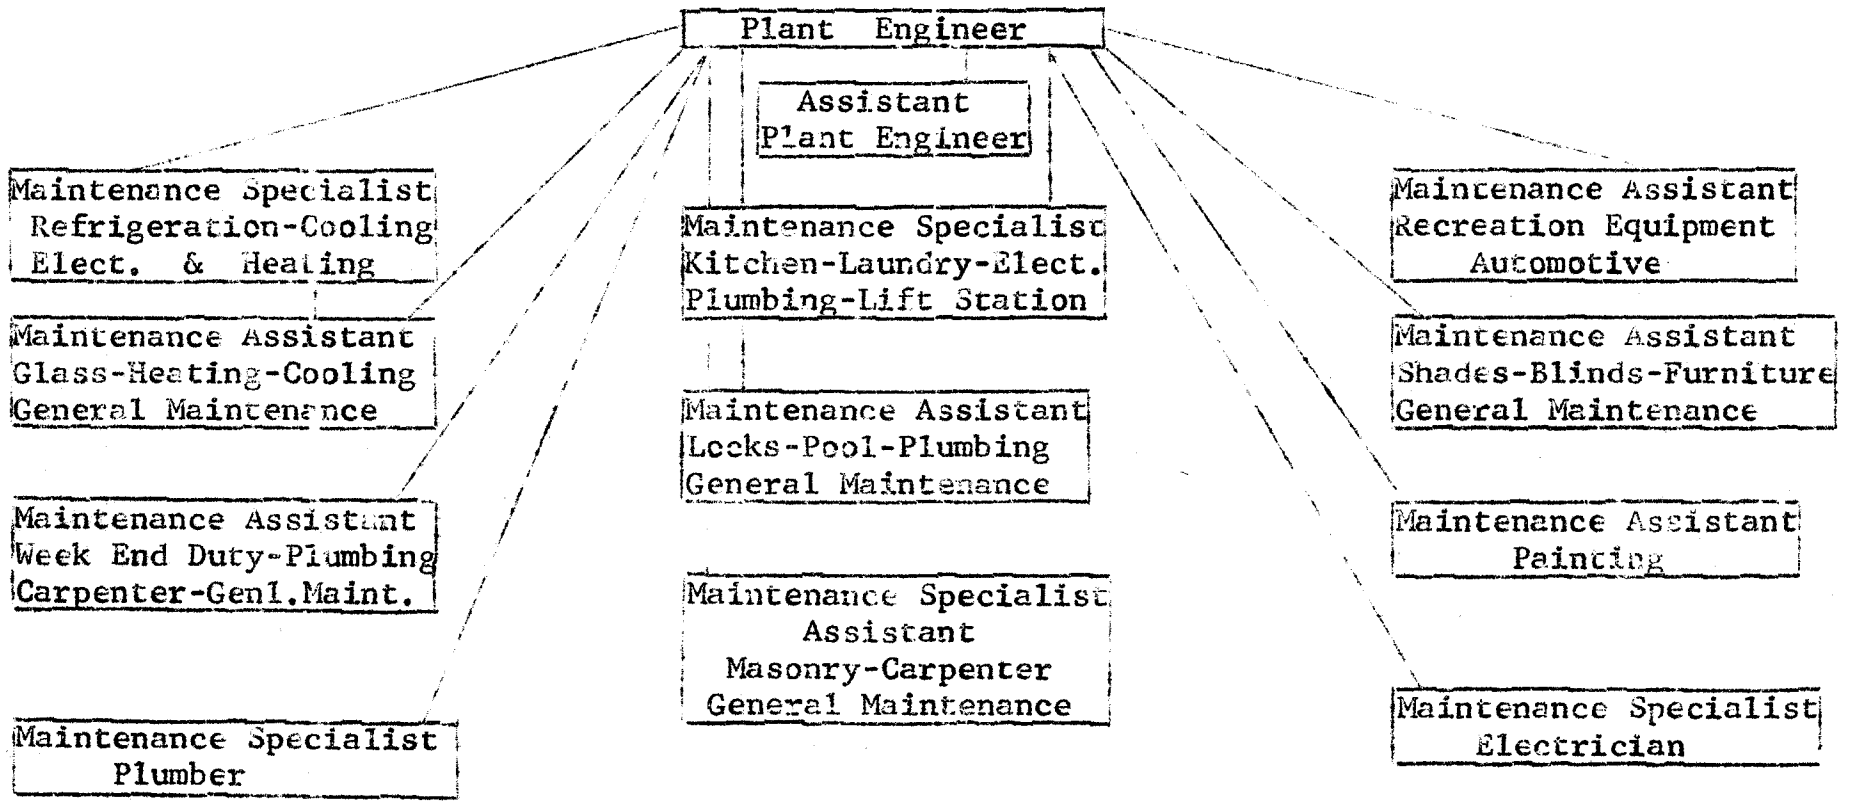 Plant Engineer
Assistant
Plant Engineer
Maintenance Specialist
Refrigeration-Cooling
Elect. & Heating
Maintenance Assistant
Glass-Heating-Cooling
General Maintenance
Maintenance Assistant
Week End Duty-Plumbing
Carpenter-Genl.Maint.
Maintenance Specialist
Plumber
Maintenance Specialist
Kitchen-Laundry-Elect.
Plumbing-Lift Station
Maintenance Assistant
Locks-Pool-Plumbing
General Maintenance
Maintenance Specialist
Assistant
Masonry-Carpenter
General Maintenance
Maintenance Assistant
Recreation Equipment
Automotive
Maintenance Assistant
Shades-Blinds-Furniture
General Maintenance
Maintenance Assistant
Painting
Maintenance Specialist
Electrician